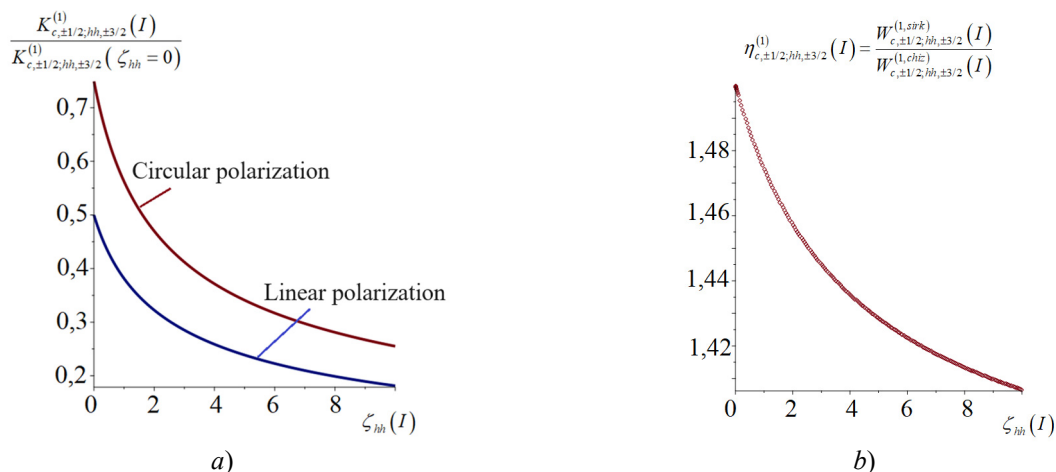 K^{(1)}_{c,±1/2;hh,±3/2}(I)
K^{(1)}_{c,±1/2;hh,±3/2}(ζ_{hh}=0)
0,7
0,6
0,5
0,4
0,3
0,2
Circular polarization
Linear polarization
0 2 4 6 8
ζ_{hh}(I)
a)
η^{(1)}_{c,±1/2;hh,±3/2}(I) = W^{(1,sirk)}_{c,±1/2;hh,±3/2}(I)
W^{(1,chiz)}_{c,±1/2;hh,±3/2}(I)
1,48
1,46
1,44
1,42
0 2 4 6 8
ζ_{hh}(I)
b)